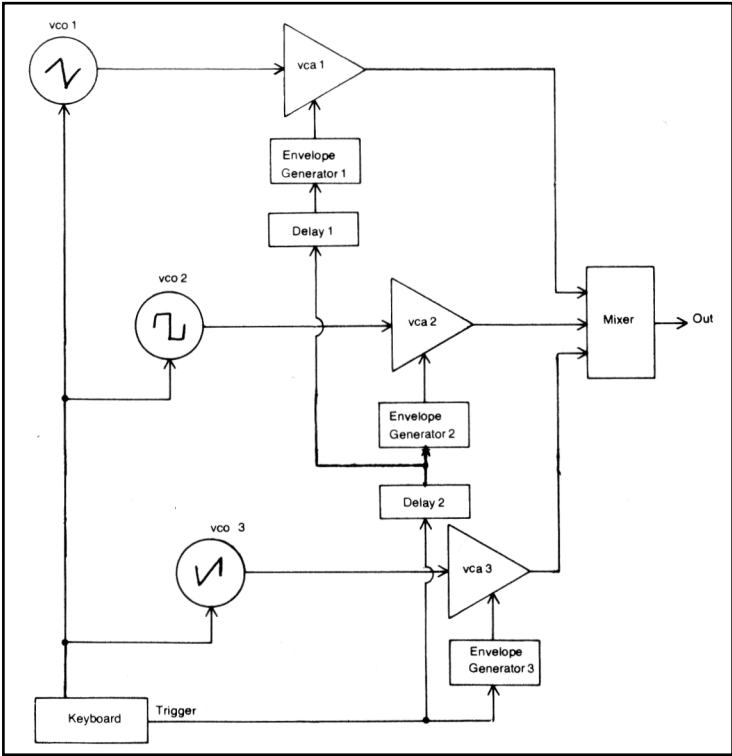 vco 1
vca 1
Envelope
Generator 1
Delay 1
vco 2
vca 2
Mixer
Out
Envelope
Generator 2
Delay 2
vco 3
vca 3
Envelope
Generator 3
Keyboard
Trigger